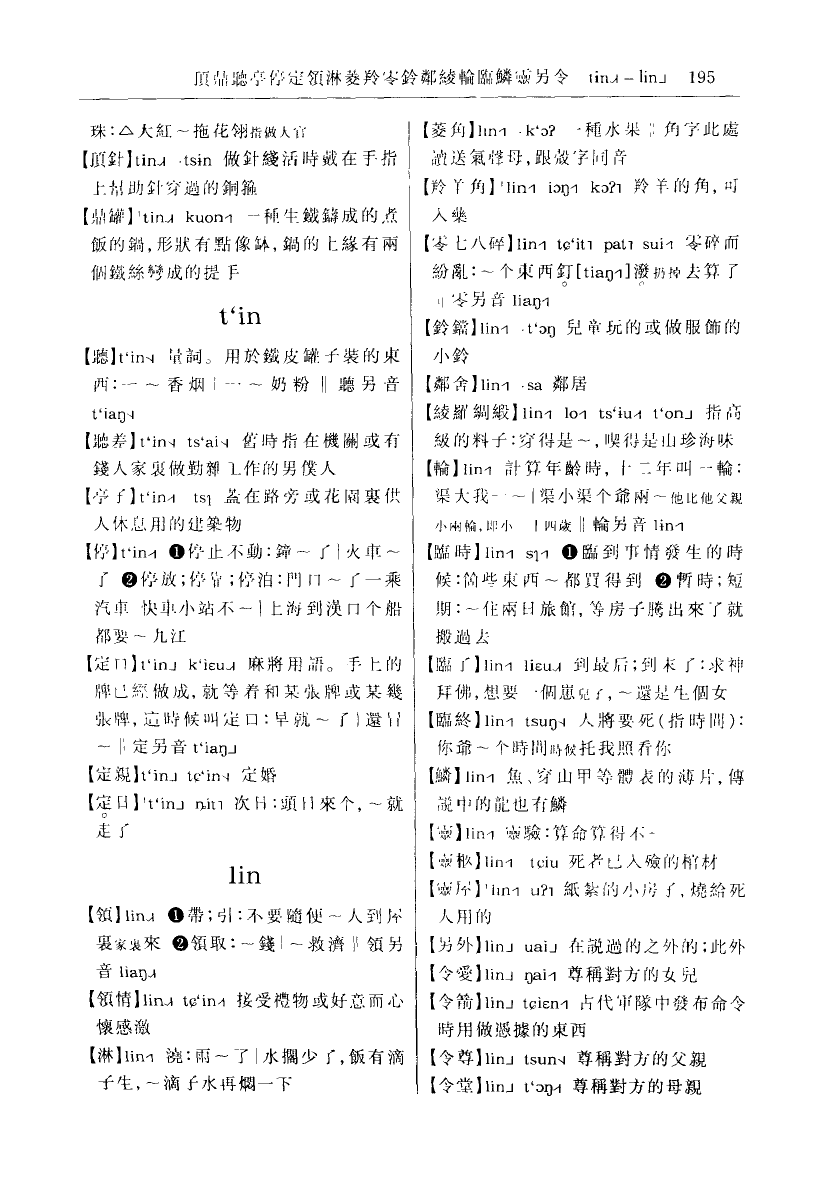 頂鼎聽亭停定領淋菱羚零鈴鄰綾輪臨鱗靈另令 tin˨˩ – lin˩ 195
珠:△大紅～拖花翎指做大官
【頂針】tin ·tsin 做針綫活時戴在手指
上幫助針穿過的銅箍
【鼎罐】tin kuon 一種生鐵鑄成的煮
飯的鍋,形狀有點像缽,鍋的上緣有兩
個鐵絲彎成的提手
t‘in
【聽】t‘in 量詞。用於鐵皮罐子裝的東
西:一～香烟|一～奶粉‖聽另音
t‘iaŋ
【聽差】t‘in ts‘ai 舊時指在機關或有
錢人家裏做勤雜工作的男僕人
【亭子】t‘in tsɿ 蓋在路旁或花園裏供
人休息用的建築物
【停】t‘in ❶停止不動:鐘～了|火車～
了 ❷停放;停靠;停泊:門口～了一乘
汽車 快車小站不～|上海到漢口个船
都要～九江
【定口】t‘in˩ k‘iɛu 麻將用語。手上的
牌已經做成,就等着和某張牌或某幾
張牌,這時候叫定口:早就～了|還冒
～‖定另音t‘iaŋ˩
【定親】t‘in˩ tɕ‘in 定婚
【定日】t‘in˩ nit 次日:頭日來个,～就
走了
lin
【領】lin ❶帶;引:不要隨便～人到屋
裏家裏來 ❷領取:～錢|～救濟‖領另
音liaŋ
【領情】lin tɕ‘in 接受禮物或好意而心
懷感激
【淋】lin 澆:雨～了|水擱少了,飯有滴
子生,～滴子水再燜一下
【菱角】lin ·k‘ɔʔ 一種水果‖角字此處
讀送氣聲母,跟殼字同音
【羚羊角】lin iɔŋ kɔʔ 羚羊的角,可
入藥
【零七八碎】lin tɕ‘it pat sui 零碎而
紛亂:～个東西釘[tiaŋ]潑扔掉去算了
‖零另音liaŋ
【鈴鐺】lin ·t‘ɔŋ 兒童玩的或做服飾的
小鈴
【鄰舍】lin ·sa 鄰居
【綾羅綢緞】lin lo ts‘iu t‘on˩ 指高
級的料子:穿得是～,喫得是山珍海味
【輪】lin 計算年齡時,十二年叫一輪:
渠大我一～|渠小渠个爺兩～他比他父親
小兩輪,即小二十四歲‖輪另音lin
【臨時】lin sɿ ❶臨到事情發生的時
候:箇些東西～都買得到 ❷暫時;短
期:～住兩日旅館,等房子騰出來了就
搬過去
【臨了】lin liɛu 到最后;到末了:求神
拜佛,想要一個崽兒子,～還是生個女
【臨終】lin tsuŋ 人將要死(指時間):
你爺～个時間時候托我照看你
【鱗】lin 魚、穿山甲等體表的薄片,傳
説中的龍也有鱗
【靈】lin 靈驗:算命算得不～
【靈柩】lin tɕiu 死者已入殮的棺材
【靈屋】lin uʔ 紙紮的小房子,燒給死
人用的
【另外】lin˩ uai˩ 在説過的之外的;此外
【令愛】lin˩ ŋai 尊稱對方的女兒
【令箭】lin˩ tɕiɛn 古代軍隊中發布命令
時用做憑據的東西
【令尊】lin˩ tsun 尊稱對方的父親
【令堂】lin˩ t‘ɔŋ 尊稱對方的母親